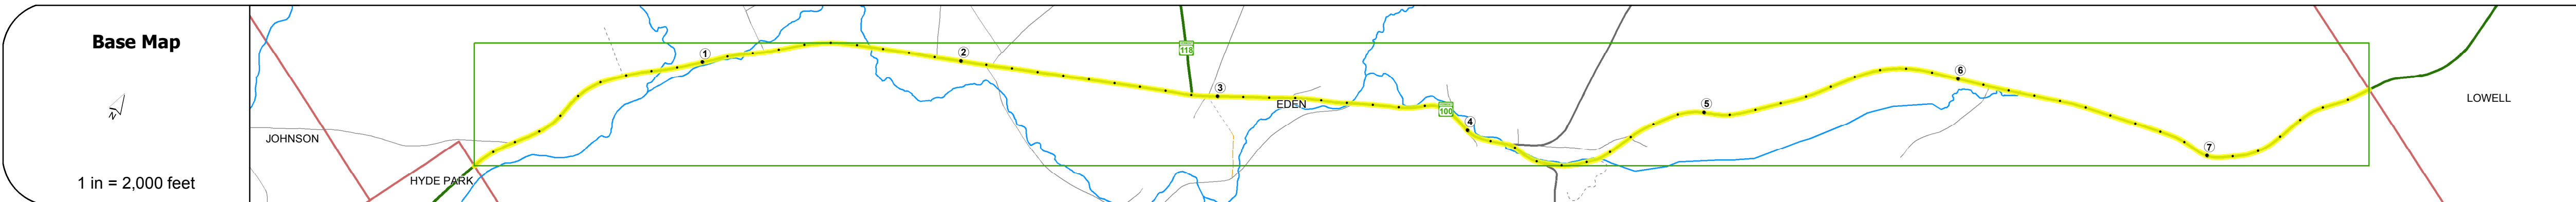 Base Map
N
1 in = 2,000 feet
JOHNSON
HYDE PARK
1
2
118
3
EDEN
100
4
5
6
7
LOWELL